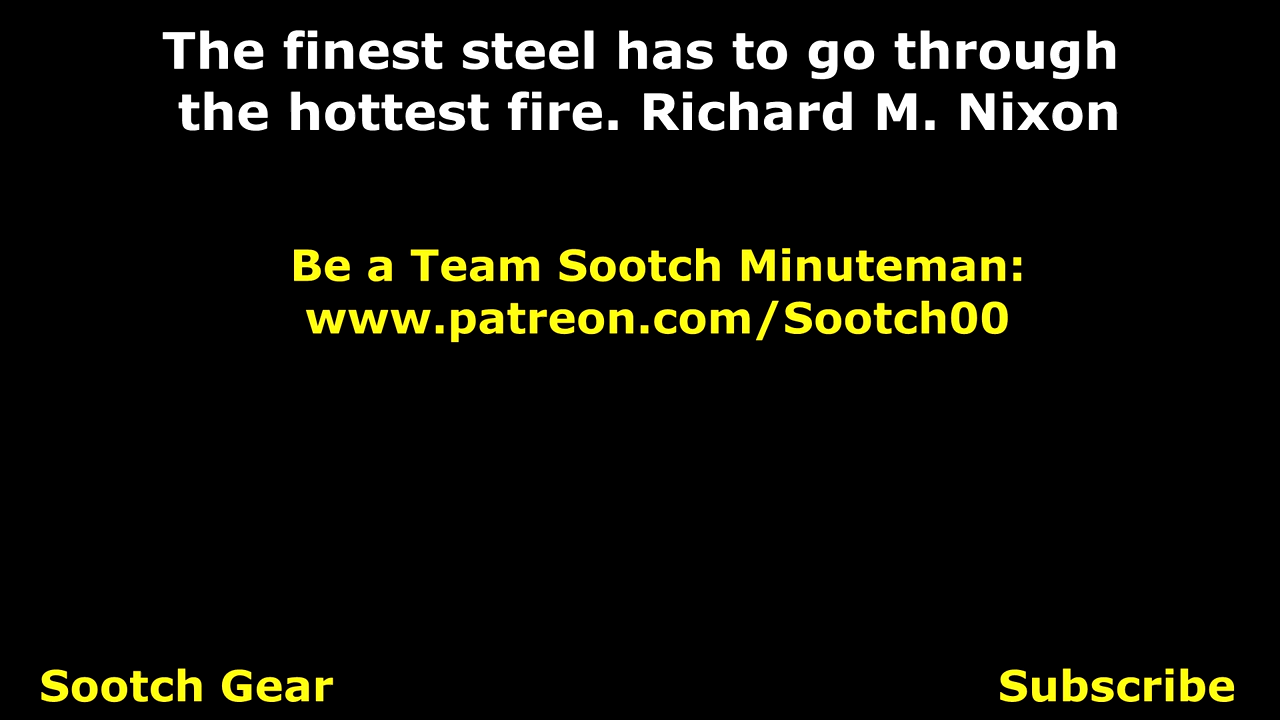 The finest steel has to go through
the hottest fire. Richard M. Nixon
Be a Team Sootch Minuteman:
www.patreon.com/Sootch00
Sootch Gear
Subscribe